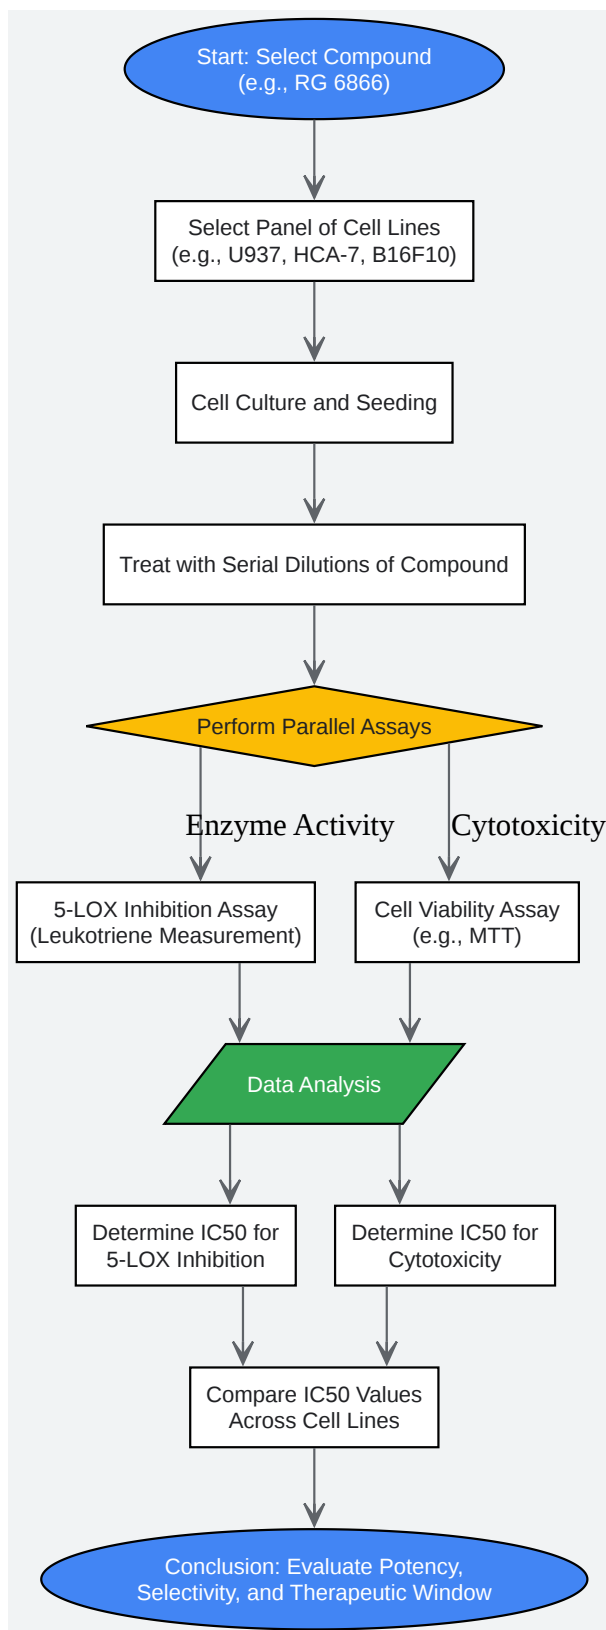 Start: Select Compound
(e.g., RG 6866)
Select Panel of Cell Lines
(e.g., U937, HCA-7, B16F10)
Cell Culture and Seeding
Treat with Serial Dilutions of Compound
Perform Parallel Assays
Enzyme Activity
Cytotoxicity
5-LOX Inhibition Assay
(Leukotriene Measurement)
Cell Viability Assay
(e.g., MTT)
Data Analysis
Determine IC50 for
5-LOX Inhibition
Determine IC50 for
Cytotoxicity
Compare IC50 Values
Across Cell Lines
Conclusion: Evaluate Potency,
Selectivity, and Therapeutic Window